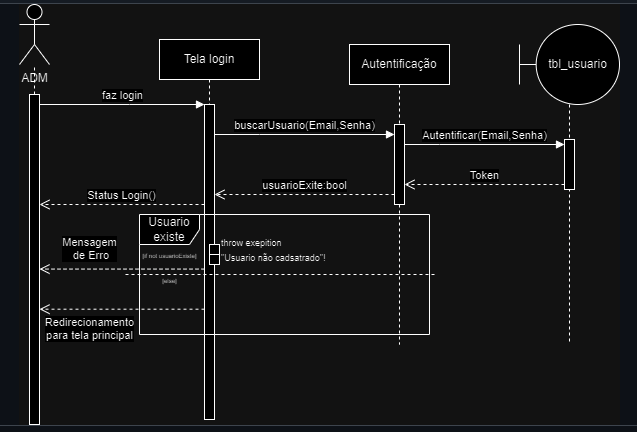 ADM
Tela login
Autentificação
tbl_usuario
faz login
buscarUsuario(Email,Senha)
Autentificar(Email,Senha)
Token
usuarioExite:bool
Status Login()
Usuario
existe
throw exepition
"Usuario não cadsatrado"!
[if not usuarioExiste]
Mensagem
de Erro
[else]
Redirecionamento
para tela principal